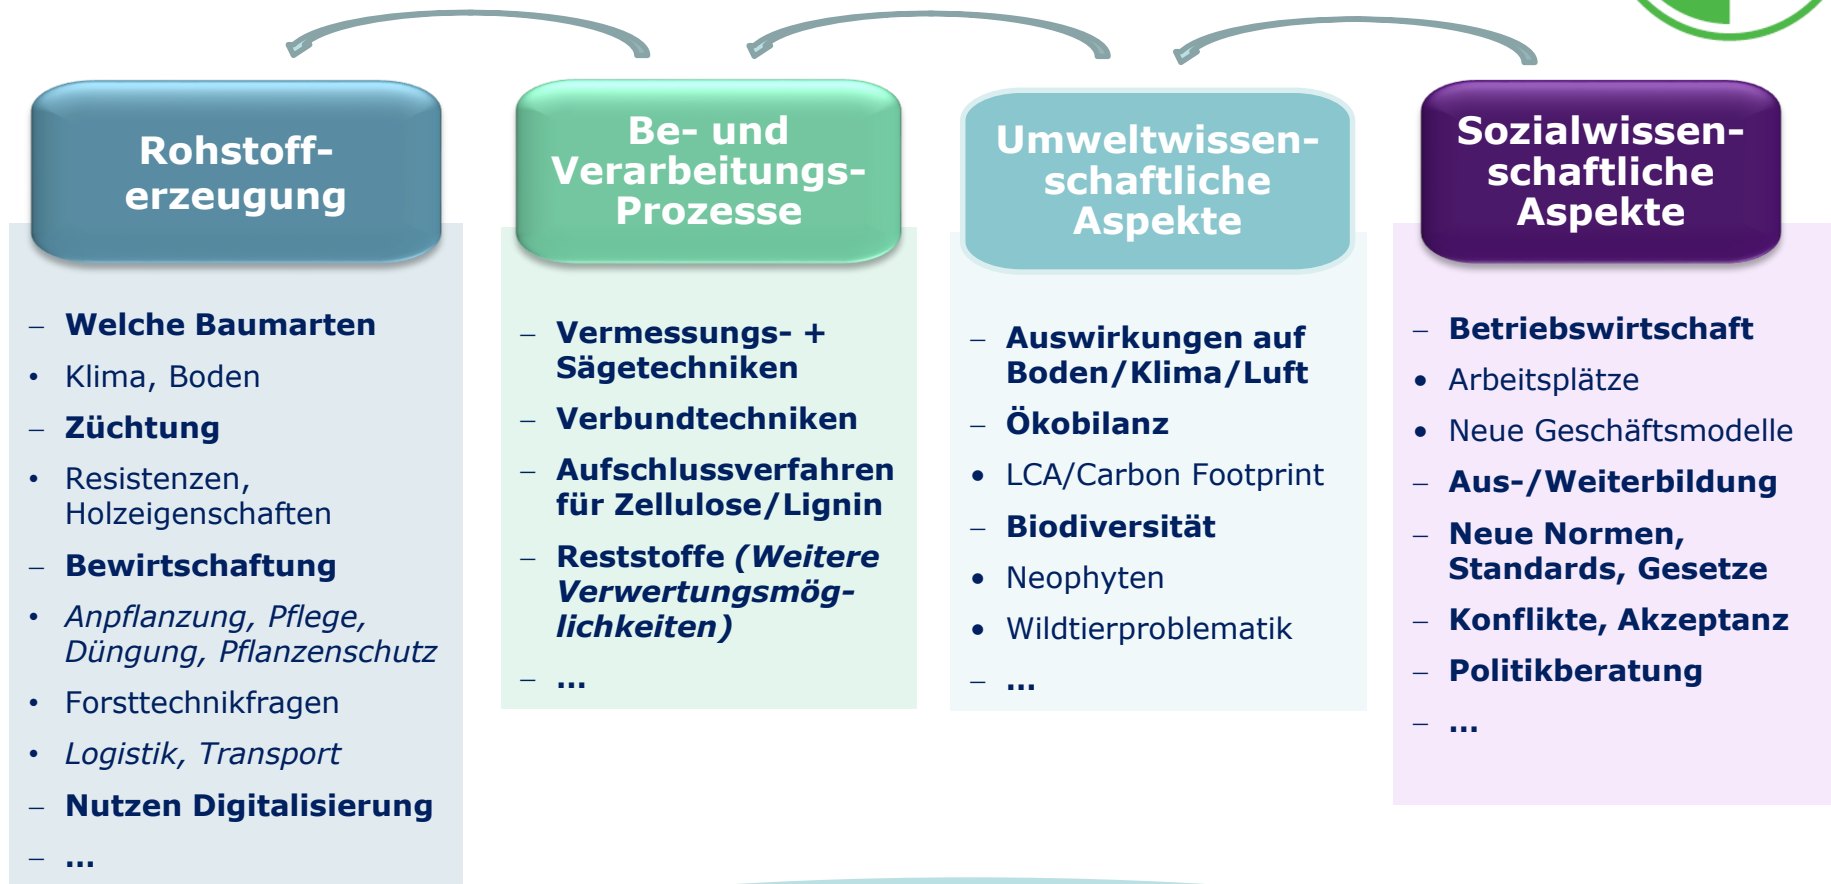 Rohstoff-
erzeugung
– Welche Baumarten
• Klima, Boden
– Züchtung
• Resistenzen,
Holzeigenschaften
– Bewirtschaftung
• Anpflanzung, Pflege,
Düngung, Pflanzenschutz
• Forsttechnikfragen
• Logistik, Transport
– Nutzen Digitalisierung
– ...
Be- und
Verarbeitungs-
Prozesse
– Vermessungs- +
Sägetechniken
– Verbundtechniken
– Aufschlussverfahren
für Zellulose/Lignin
– Reststoffe (Weitere
Verwertungsmög-
lichkeiten)
– ...
Umweltwissen-
schaftliche
Aspekte
– Auswirkungen auf
Boden/Klima/Luft
– Ökobilanz
• LCA/Carbon Footprint
– Biodiversität
• Neophyten
• Wildtierproblematik
– ...
Sozialwissen-
schaftliche
Aspekte
– Betriebswirtschaft
• Arbeitsplätze
• Neue Geschäftsmodelle
– Aus-/Weiterbildung
– Neue Normen,
Standards, Gesetze
– Konflikte, Akzeptanz
– Politikberatung
– ...